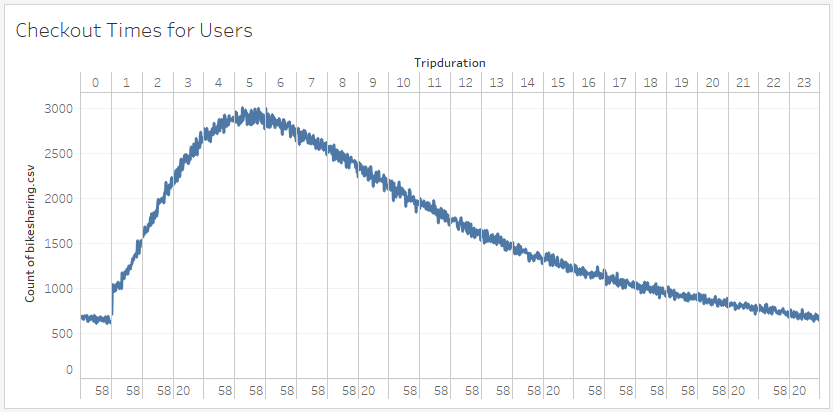 Checkout Times for Users
Tripduration
0 1 2 3 4 5 6 7 8 9 10 11 12 13 14 15 16 17 18 19 20 21 22 23
Count of bikesharing.csv
3000
2500
2000
1500
1000
500
0
58 58 20 58 58 58 58 20 58 58 58 58 20 58 58 58 58 20 58